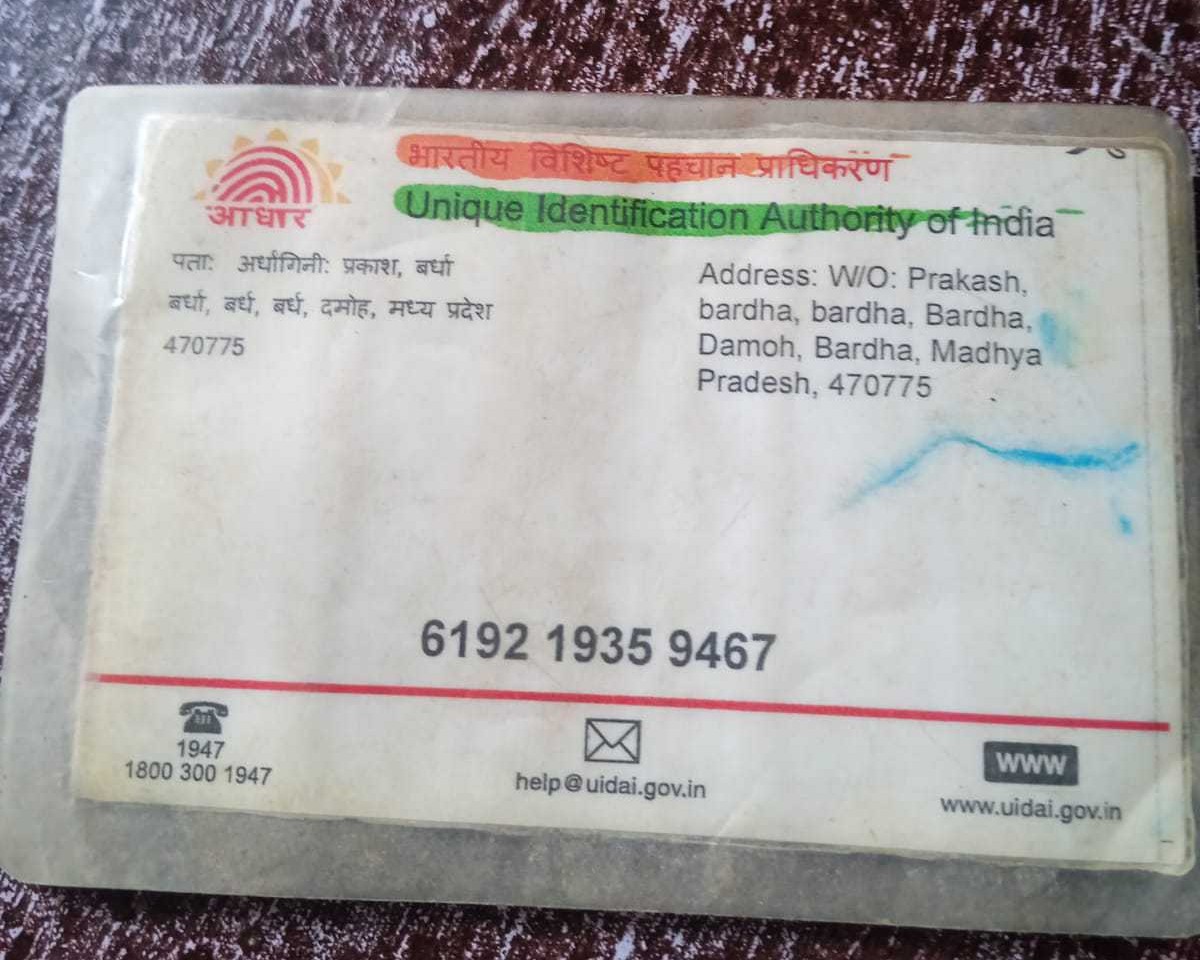 भारतीय विशिष्ट पहचान प्राधिकरण
Unique Identification Authority of India
आधार
पता: अर्धांगिनी: प्रकाश, बर्धा
बर्धा, बर्ध, बर्ध, दमोह, मध्य प्रदेश
470775
Address: W/O: Prakash,
bardha, bardha, Bardha,
Damoh, Bardha, Madhya
Pradesh, 470775
6192 1935 9467
1947
1800 300 1947
help@uidai.gov.in
www
www.uidai.gov.in